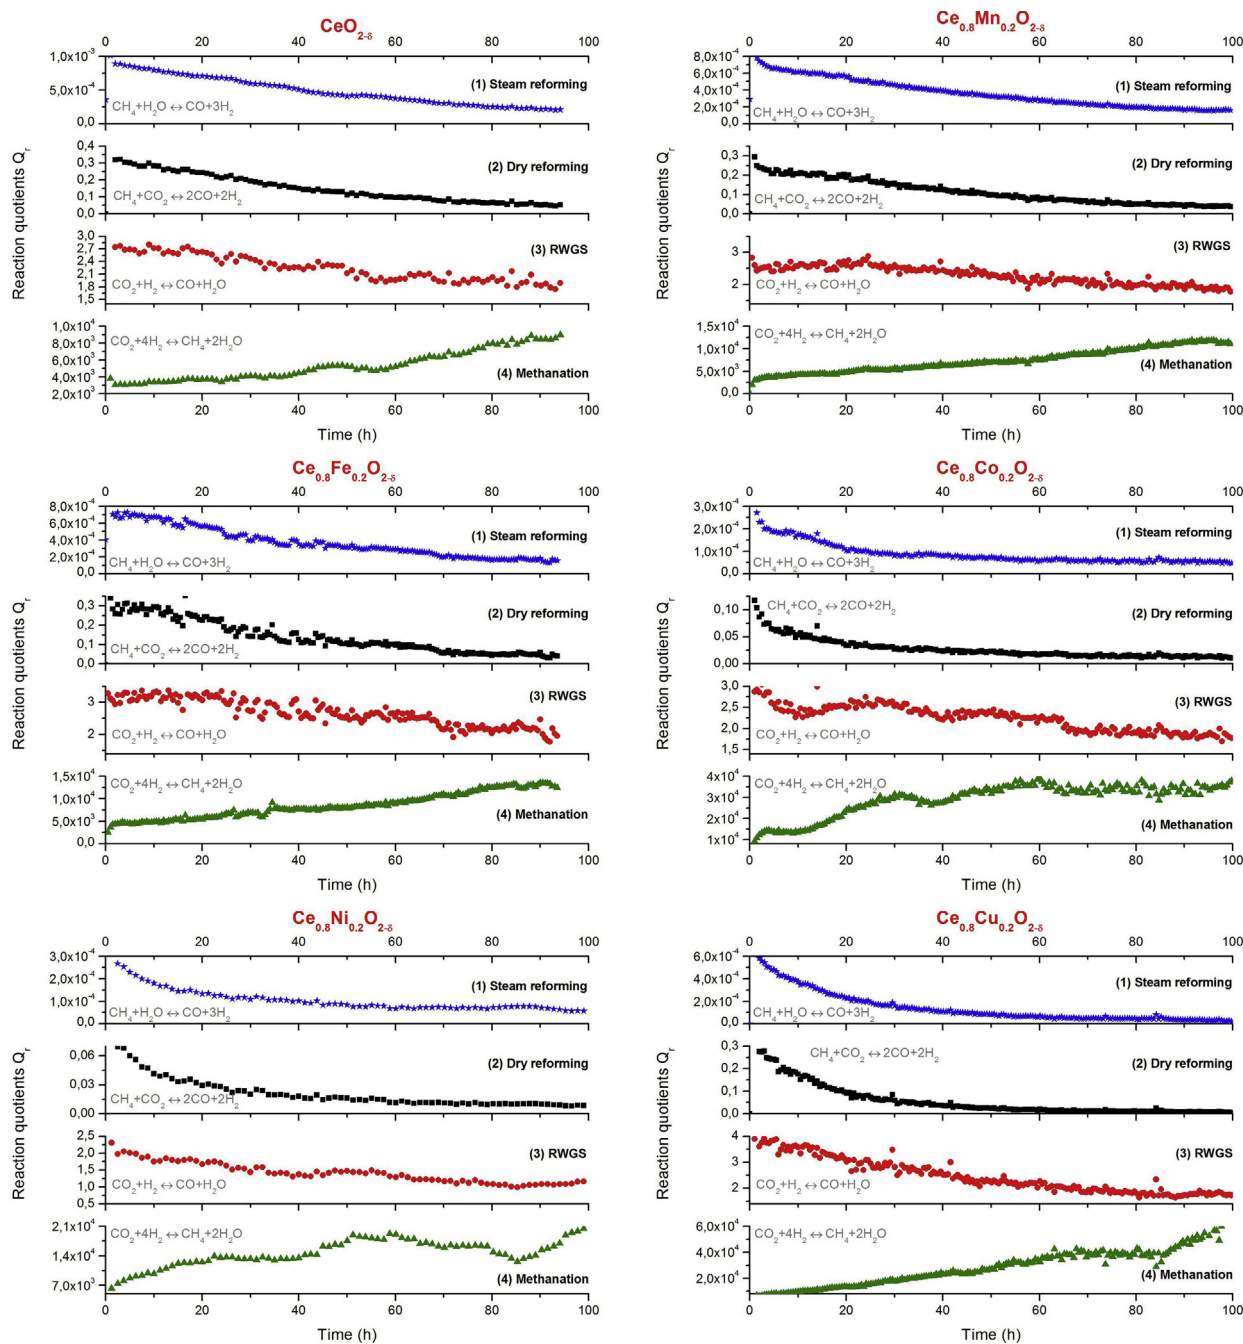 CeO₂₋δ
0 20 40 60 80 100
1,0x10⁻³
5,0x10⁻⁴
0,0
(1) Steam reforming
CH₄+H₂O ↔ CO+3H₂
0,3
0,2
0,1
0,0
(2) Dry reforming
CH₄+CO₂ ↔ 2CO+2H₂
3,0
2,7
2,4
2,1
1,8
1,5
(3) RWGS
CO₂+H₂ ↔ CO+H₂O
1,0x10⁴
8,0x10³
6,0x10³
4,0x10³
2,0x10³
CO₂+4H₂ ↔ CH₄+2H₂O
(4) Methanation
0 20 40 60 80 100
Time (h)
Reaction quotients Qᵣ
Ce₀.₈Mn₀.₂O₂₋δ
0 20 40 60 80 100
8,0x10⁻⁴
6,0x10⁻⁴
4,0x10⁻⁴
2,0x10⁻⁴
0,0
(1) Steam reforming
CH₄+H₂O ↔ CO+3H₂
0,3
0,2
0,1
0,0
(2) Dry reforming
CH₄+CO₂ ↔ 2CO+2H₂
3
2
(3) RWGS
CO₂+H₂ ↔ CO+H₂O
1,5x10⁴
1,0x10⁴
5,0x10³
0,0
CO₂+4H₂ ↔ CH₄+2H₂O
(4) Methanation
0 20 40 60 80 100
Time (h)
Reaction quotients Qᵣ
Ce₀.₈Fe₀.₂O₂₋δ
0 20 40 60 80 100
8,0x10⁻⁴
6,0x10⁻⁴
4,0x10⁻⁴
2,0x10⁻⁴
0,0
(1) Steam reforming
CH₄+H₂O ↔ CO+3H₂
0,3
0,2
0,1
0,0
(2) Dry reforming
CH₄+CO₂ ↔ 2CO+2H₂
3
2
(3) RWGS
CO₂+H₂ ↔ CO+H₂O
1,5x10⁴
1,0x10⁴
5,0x10³
0,0
CO₂+4H₂ ↔ CH₄+2H₂O
(4) Methanation
0 20 40 60 80 100
Time (h)
Reaction quotients Qᵣ
Ce₀.₈Co₀.₂O₂₋δ
0 20 40 60 80 100
3,0x10⁻⁴
2,0x10⁻⁴
1,0x10⁻⁴
0,0
(1) Steam reforming
CH₄+H₂O ↔ CO+3H₂
0,10
0,05
0,00
CH₄+CO₂ ↔ 2CO+2H₂
(2) Dry reforming
3,0
2,5
2,0
1,5
(3) RWGS
CO₂+H₂ ↔ CO+H₂O
4x10⁴
3x10⁴
2x10⁴
1x10⁴
CO₂+4H₂ ↔ CH₄+2H₂O
(4) Methanation
0 20 40 60 80 100
Time (h)
Reaction quotients Qᵣ
Ce₀.₈Ni₀.₂O₂₋δ
0 20 40 60 80 100
3,0x10⁻⁴
2,0x10⁻⁴
1,0x10⁻⁴
0,0
(1) Steam reforming
CH₄+H₂O ↔ CO+3H₂
0,06
0,03
0,00
(2) Dry reforming
CH₄+CO₂ ↔ 2CO+2H₂
2,5
2,0
1,5
1,0
0,5
(3) RWGS
CO₂+H₂ ↔ CO+H₂O
2,1x10⁴
1,4x10⁴
7,0x10³
CO₂+4H₂ ↔ CH₄+2H₂O
(4) Methanation
0 20 40 60 80 100
Time (h)
Reaction quotients Qᵣ
Ce₀.₈Cu₀.₂O₂₋δ
0 20 40 60 80 100
6,0x10⁻⁴
4,0x10⁻⁴
2,0x10⁻⁴
0,0
(1) Steam reforming
CH₄+H₂O ↔ CO+3H₂
0,3
0,2
0,1
0,0
CH₄+CO₂ ↔ 2CO+2H₂
(2) Dry reforming
4
3
2
(3) RWGS
CO₂+H₂ ↔ CO+H₂O
6,0x10⁴
4,0x10⁴
2,0x10⁴
CO₂+4H₂ ↔ CH₄+2H₂O
(4) Methanation
0 20 40 60 80 100
Time (h)
Reaction quotients Qᵣ